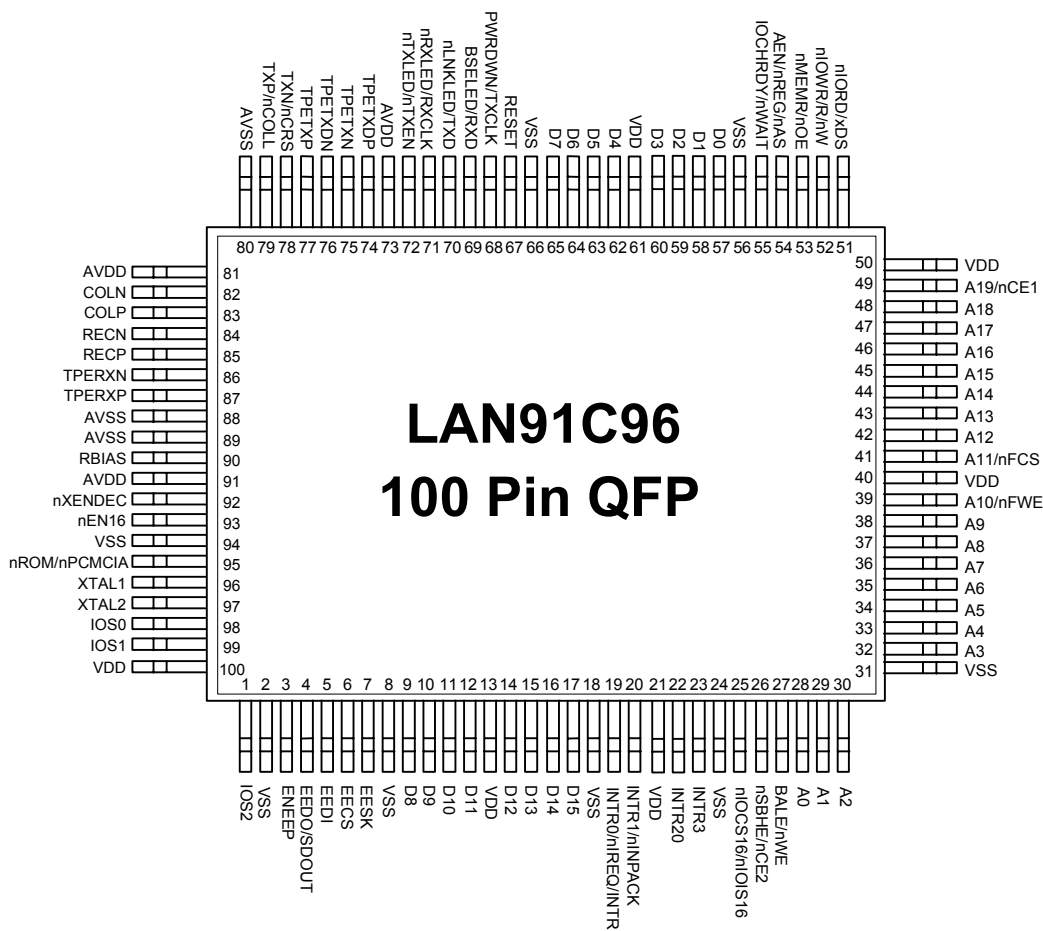 AVSS
TXP/nCOLL
TXN/nCRS
TPETXP
TPETXDN
TPETXN
TPETXDP
AVDD
nTXLED/nTXEN
nRXLED/RXCLK
nLNKLED/TXD
BSELED/RXD
PWRDWN/TXCLK
RESET
VSS
D7
D6
D5
D4
VDD
D3
D2
D1
D0
VSS
IOCHRDY/nWAIT
AEN/nREG/nAS
nMEMR/nOE
nIOWR/R/nW
nIORD/xDS
80 79 78 77 76 75 74 73 72 71 70 69 68 67 66 65 64 63 62 61 60 59 58 57 56 55 54 53 52 51
AVDD 81
COLN 82
COLP 83
RECN 84
RECP 85
TPERXN 86
TPERXP 87
AVSS 88
AVSS 89
RBIAS 90
AVDD 91
nXENDEC 92
nEN16 93
VSS 94
nROM/nPCMCIA 95
XTAL1 96
XTAL2 97
IOS0 98
IOS1 99
VDD 100
LAN91C96
100 Pin QFP
50 VDD
49 A19/nCE1
48 A18
47 A17
46 A16
45 A15
44 A14
43 A13
42 A12
41 A11/nFCS
40 VDD
39 A10/nFWE
38 A9
37 A8
36 A7
35 A6
34 A5
33 A4
32 A3
31 VSS
1 2 3 4 5 6 7 8 9 10 11 12 13 14 15 16 17 18 19 20 21 22 23 24 25 26 27 28 29 30
IOS2
VSS
ENEEP
EEDO/SDOUT
EEDI
EECS
EESK
VSS
D8
D9
D10
D11
VDD
D12
D13
D14
D15
VSS
INTR0/nIREQ/INTR
INTR1/nINPACK
VDD
INTR20
INTR3
VSS
nIOCS16/nIOIS16
nSBHE/nCE2
BALE/nWE
A0
A1
A2